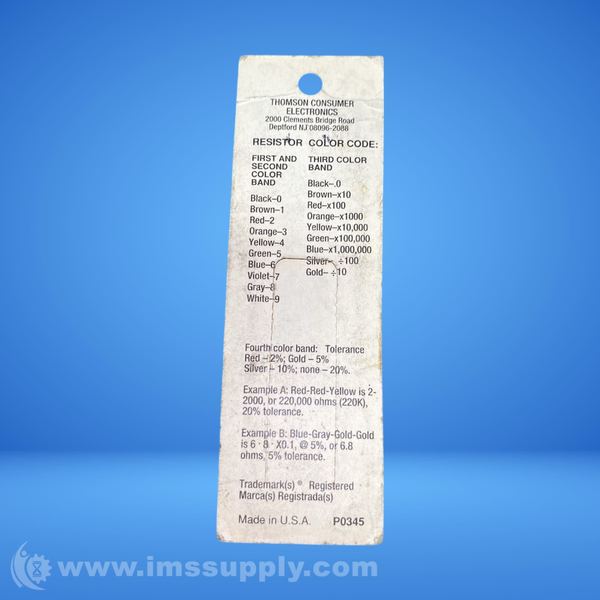 THOMSON CONSUMER
ELECTRONICS
2000 Clements Bridge Road
Deptford NJ 08096-2088
RESISTOR COLOR CODE:
FIRST AND
SECOND
COLOR
BAND
Black–0
Brown–1
Red–2
Orange–3
Yellow–4
Green–5
Blue–6
Violet–7
Gray–8
White–9
THIRD COLOR
BAND
Black–.0
Brown–x10
Red–x100
Orange–x1000
Yellow–x10,000
Green–x100,000
Blue–x1,000,000
Silver– ÷100
Gold– ÷10
Fourth color band: Tolerance
Red – 2%; Gold – 5%
Silver – 10%; none – 20%.
Example A: Red-Red-Yellow is 2-
2000, or 220,000 ohms (220K),
20% tolerance.
Example B: Blue-Gray-Gold-Gold
is 6 · 8 · X0.1, @ 5%, or 6.8
ohms, 5% tolerance.
Trademark(s) ® Registered
Marca(s) Registrada(s)
Made in U.S.A. P0345
www.imssupply.com